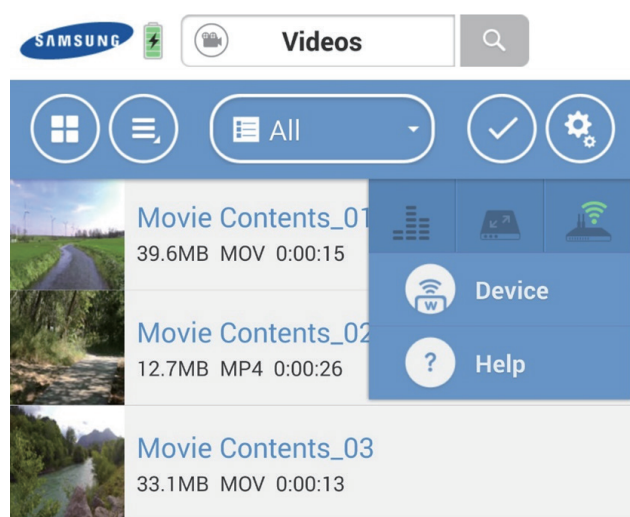 SAMSUNG
Videos
All
Movie Contents_01
39.6MB MOV 0:00:15
W
Device
Movie Contents_02
12.7MB MP4 0:00:26
?
Help
Movie Contents_03
33.1MB MOV 0:00:13